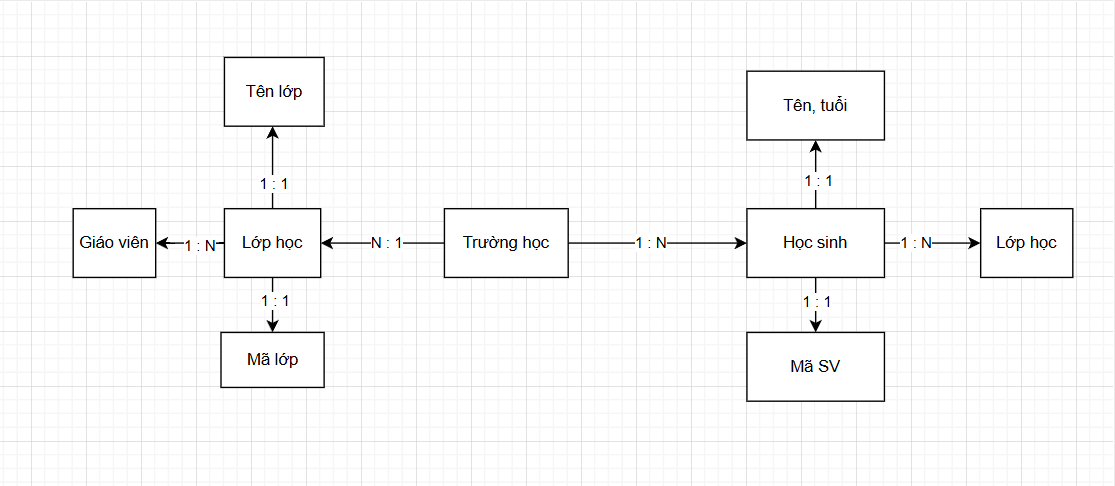 Tên lớp
Tên, tuổi
1 : 1
1 : 1
Giáo viên
1 : N
Lớp học
N : 1
Trường học
1 : N
Học sinh
1 : N
Lớp học
1 : 1
1 : 1
Mã lớp
Mã SV